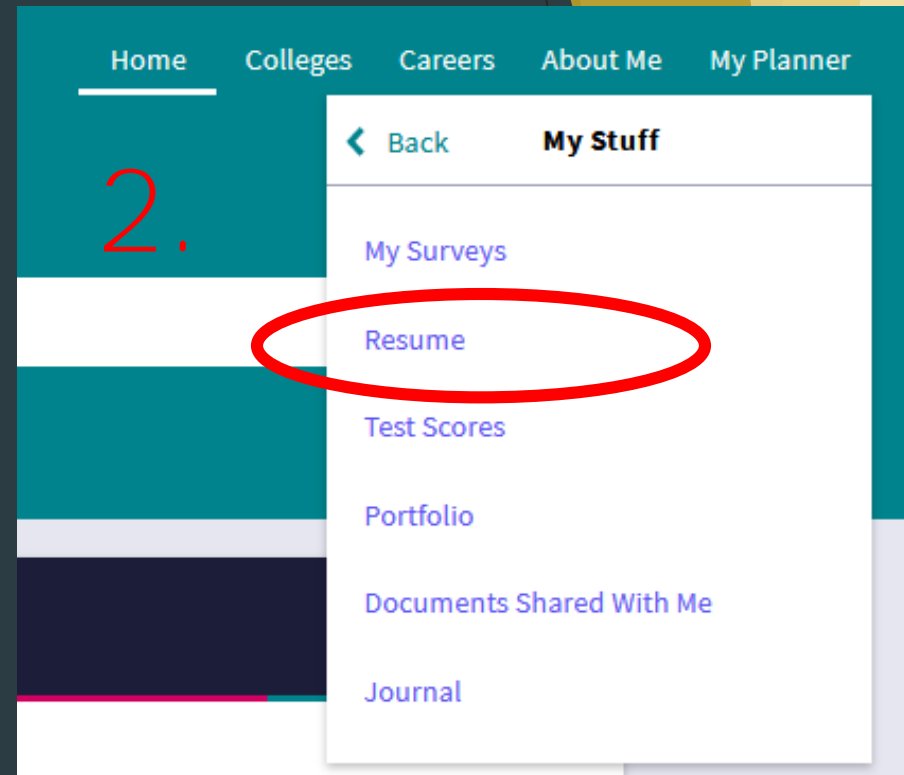 Home Colleges Careers About Me My Planner
Back My Stuff
2.
My Surveys
Resume
Test Scores
Portfolio
Documents Shared With Me
Journal